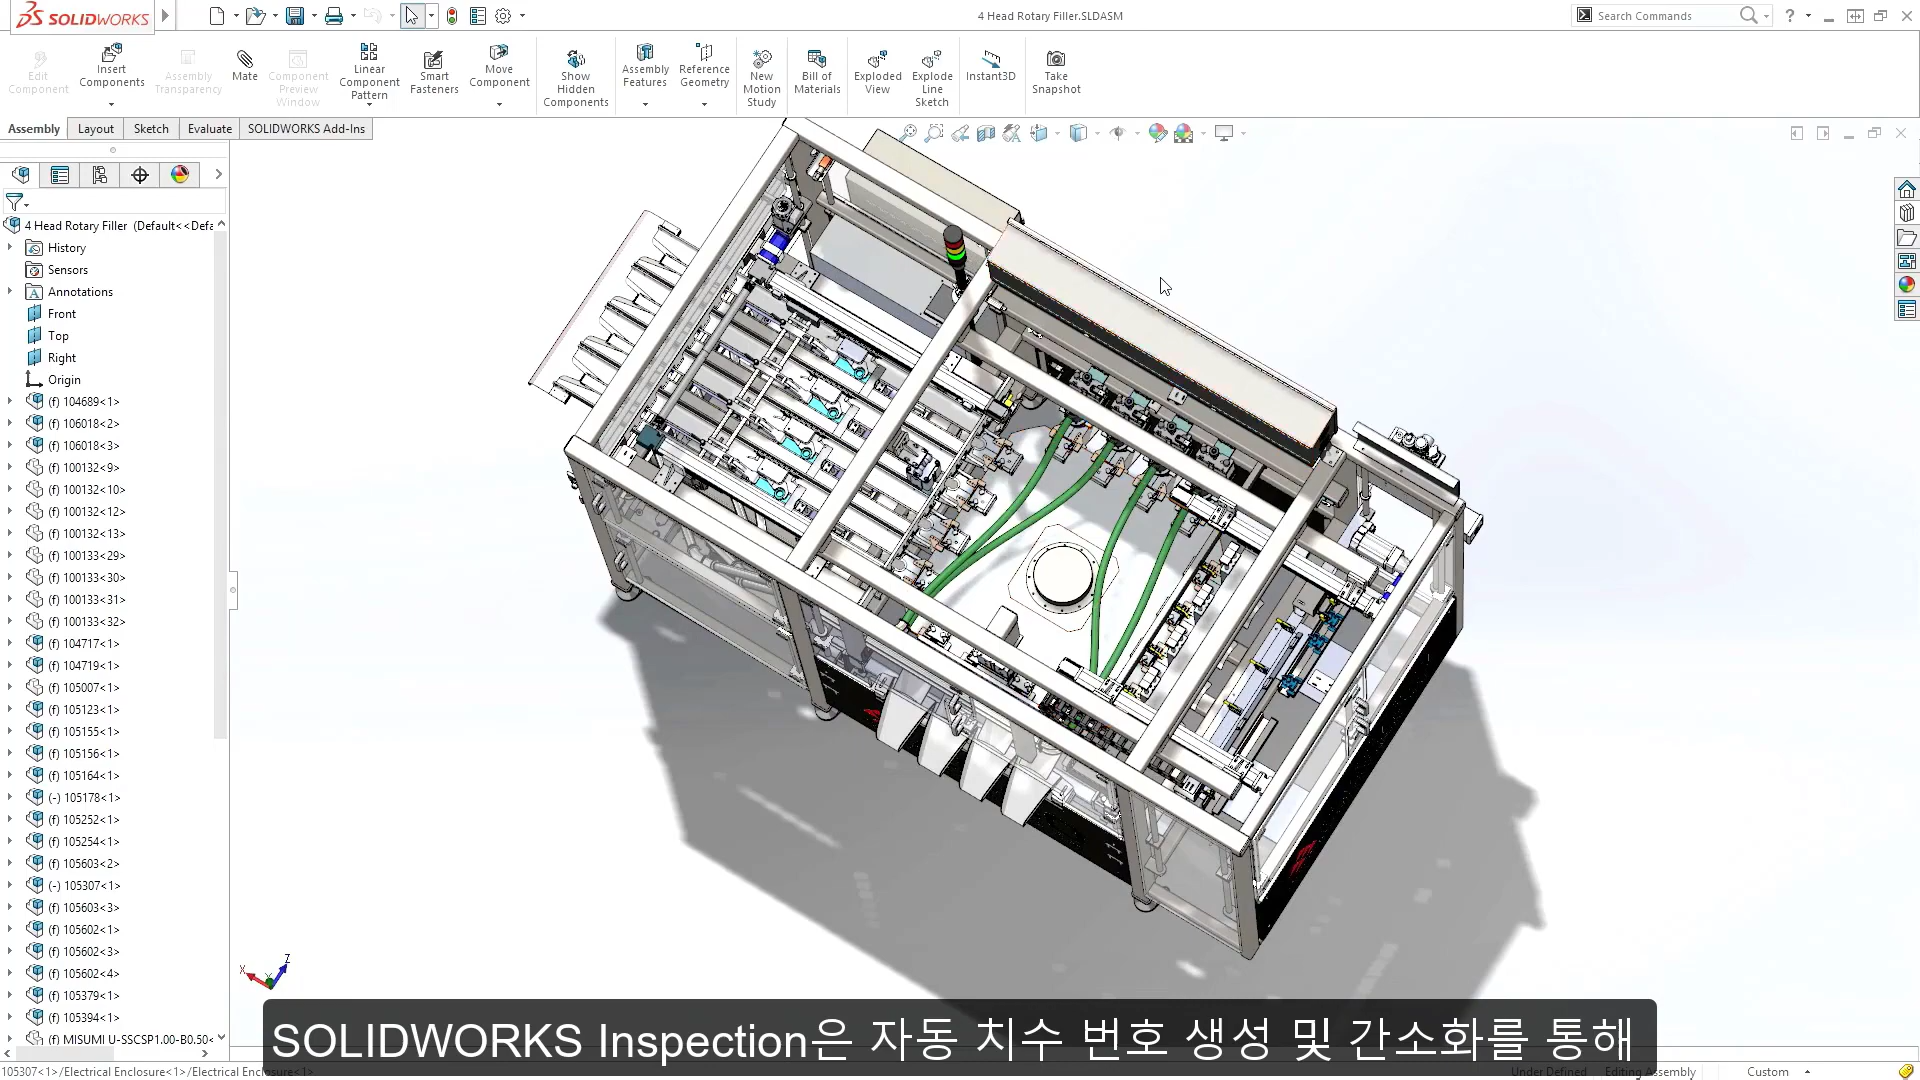 SOLIDWORKS
4 Head Rotary Filler.SLDASM
Search Commands
?
Edit Component
Insert Components
Assembly Transparency
Mate
Component Preview Window
Linear Component Pattern
Smart Fasteners
Move Component
Show Hidden Components
Assembly Features
Reference Geometry
New Motion Study
Bill of Materials
Exploded View
Explode Line Sketch
Instant3D
Take Snapshot
Assembly
Layout
Sketch
Evaluate
SOLIDWORKS Add-Ins
4 Head Rotary Filler (Default<<Defa
History
Sensors
Annotations
Front
Top
Right
Origin
(f) 104689<1>
(f) 106018<2>
(f) 106018<3>
(f) 100132<9>
(f) 100132<10>
(f) 100132<12>
(f) 100132<13>
(f) 100133<29>
(f) 100133<30>
(f) 100133<31>
(f) 100133<32>
(f) 104717<1>
(f) 104719<1>
(f) 105007<1>
(f) 105123<1>
(f) 105155<1>
(f) 105156<1>
(f) 105164<1>
(-) 105178<1>
(f) 105252<1>
(f) 105254<1>
(f) 105603<2>
(-) 105307<1>
(f) 105603<3>
(f) 105602<1>
(f) 105602<3>
(f) 105602<4>
(f) 105379<1>
(f) 105394<1>
(f) MISUMI U-SSCSP1.00-B0.50<
X
Y
Z
SOLIDWORKS Inspection은 자동 치수 번호 생성 및 간소화를 통해
105307<1>/Electrical Enclosure<1>/Electrical Enclosure<1>
Under Defined
Editing Assembly
Custom